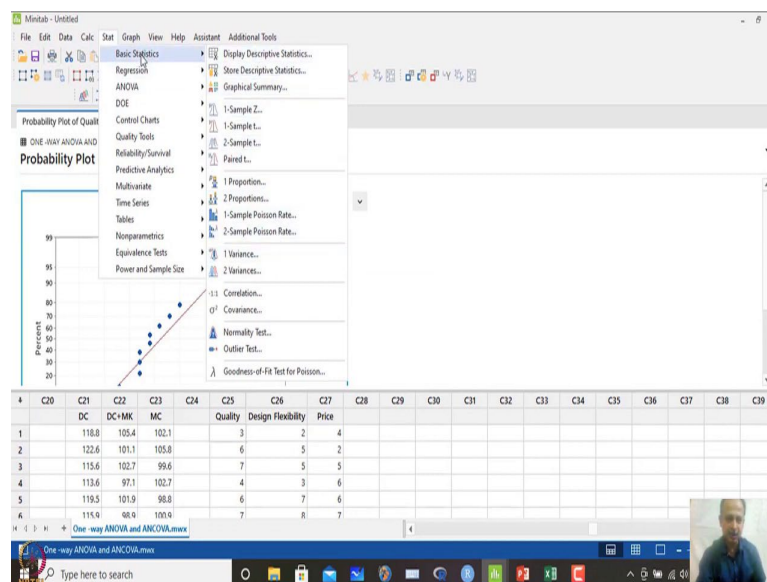 Minitab - Untitled
File Edit Data Calc Stat Graph View Help Assistant Additional Tools
Basic Statistics
Regression
ANOVA
DOE
Control Charts
Quality Tools
Reliability/Survival
Predictive Analytics
Multivariate
Time Series
Tables
Nonparametrics
Equivalence Tests
Power and Sample Size
Display Descriptive Statistics...
Store Descriptive Statistics...
Graphical Summary...
1-Sample Z...
1-Sample t...
2-Sample t...
Paired t...
1 Proportion...
2 Proportions...
1-Sample Poisson Rate...
2-Sample Poisson Rate...
1 Variance...
2 Variances...
Correlation...
Covariance...
Normality Test...
Outlier Test...
Goodness-of-Fit Test for Poisson...
Probability Plot of Qualit
ONE -WAY ANOVA AND
Probability Plot
99
95
90
80
70
60
50
40
30
20
Percent
C20 C21 C22 C23 C24 C25 C26 C27 C28 C29 C30 C31 C32 C33 C34 C35 C36 C37 C38 C39
DC DC+MK MC Quality Design Flexibility Price
1 118.8 105.4 102.1 3 2 4
2 122.6 101.1 105.8 6 5 2
3 115.6 102.7 99.6 7 5 5
4 113.6 97.1 102.7 4 3 6
5 119.5 101.9 98.8 6 7 6
6 115.9 98.9 100.9 7 8 7
One -way ANOVA and ANCOVA.mwx
One -way ANOVA and ANCOVA.mwx
Type here to search